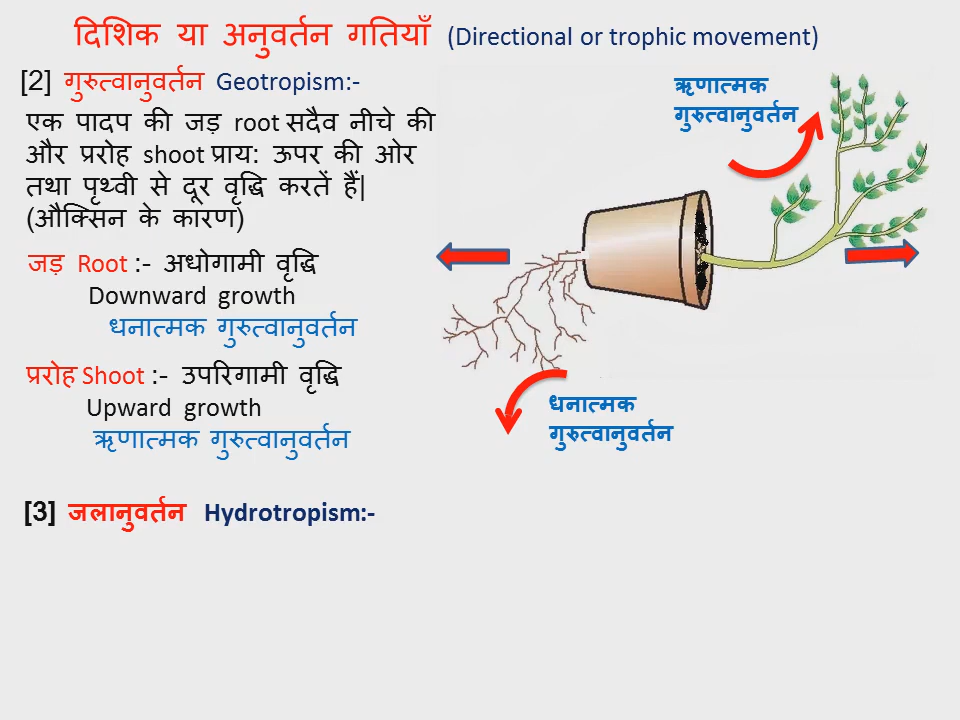 दिशिक या अनुवर्तन गतियाँ (Directional or trophic movement)
[2] गुरुत्वानुवर्तन Geotropism:-
एक पादप की जड़ root सदैव नीचे की
और प्ररोह shoot प्राय: ऊपर की ओर
तथा पृथ्वी से दूर वृद्धि करतें हैं|
(औक्सिन के कारण)
जड़ Root :- अधोगामी वृद्धि
Downward growth
धनात्मक गुरुत्वानुवर्तन
प्ररोह Shoot :- उपरिगामी वृद्धि
Upward growth
ऋणात्मक गुरुत्वानुवर्तन
[3] जलानुवर्तन Hydrotropism:-
ऋणात्मक
गुरुत्वानुवर्तन
धनात्मक
गुरुत्वानुवर्तन